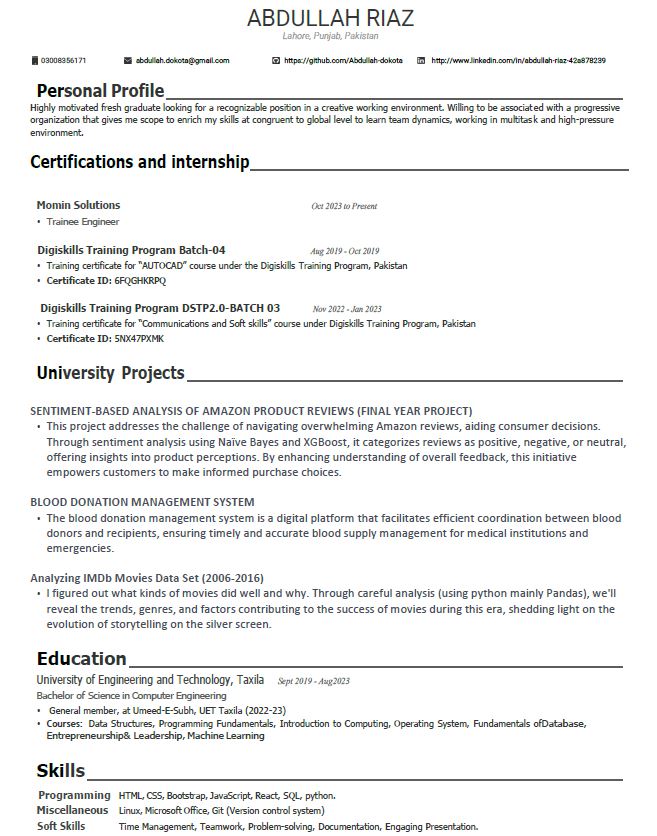 ABDULLAH RIAZ
Lahore, Punjab, Pakistan
03008356171 abdullah.dokota@gmail.com https://github.com/Abdullah-dokota http://www.linkedin.com/in/abdullah-riaz-42a878239
Personal Profile
Highly motivated fresh graduate looking for a recognizable position in a creative working environment. Willing to be associated with a progressive
organization that gives me scope to enrich my skills at congruent to global level to learn team dynamics, working in multitask and high-pressure
environment.
Certifications and internship
Momin Solutions Oct 2023 to Present
• Trainee Engineer
Digiskills Training Program Batch-04 Aug 2019 - Oct 2019
• Training certificate for "AUTOCAD" course under the Digiskills Training Program, Pakistan
• Certificate ID: 6FQGHKRPQ
Digiskills Training Program DSTP2.0-BATCH 03 Nov 2022 - Jan 2023
• Training certificate for "Communications and Soft skills" course under Digiskills Training Program, Pakistan
• Certificate ID: 5NX47PXMK
University Projects
SENTIMENT-BASED ANALYSIS OF AMAZON PRODUCT REVIEWS (FINAL YEAR PROJECT)
• This project addresses the challenge of navigating overwhelming Amazon reviews, aiding consumer decisions.
Through sentiment analysis using Naïve Bayes and XGBoost, it categorizes reviews as positive, negative, or neutral,
offering insights into product perceptions. By enhancing understanding of overall feedback, this initiative
empowers customers to make informed purchase choices.
BLOOD DONATION MANAGEMENT SYSTEM
• The blood donation management system is a digital platform that facilitates efficient coordination between blood
donors and recipients, ensuring timely and accurate blood supply management for medical institutions and
emergencies.
Analyzing IMDb Movies Data Set (2006-2016)
• I figured out what kinds of movies did well and why. Through careful analysis (using python mainly Pandas), we'll
reveal the trends, genres, and factors contributing to the success of movies during this era, shedding light on the
evolution of storytelling on the silver screen.
Education
University of Engineering and Technology, Taxila Sept 2019 - Aug2023
Bachelor of Science in Computer Engineering
• General member, at Umeed-E-Subh, UET Taxila (2022-23)
• Courses: Data Structures, Programming Fundamentals, Introduction to Computing, Operating System, Fundamentals ofDatabase,
Entrepreneurship& Leadership, Machine Learning
Skills
Programming HTML, CSS, Bootstrap, JavaScript, React, SQL, python.
Miscellaneous Linux, Microsoft Office, Git (Version control system)
Soft Skills Time Management, Teamwork, Problem-solving, Documentation, Engaging Presentation.